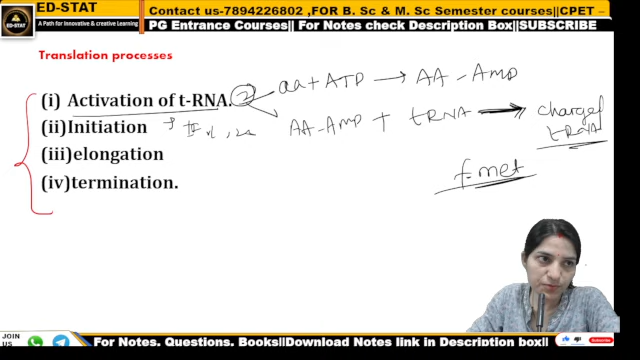 ED-STAT
A Path for Innovative & creative Learning
Contact us-7894226802 ,FOR B. Sc & M. Sc Semester courses||CPET –
PG Entrance Courses|| For Notes check Description Box||SUBSCRIBE
Translation processes
(i) Activation of t-RNA. 2
aa + ATP → AA - AMP
(ii)Initiation
AA-AMP + tRNA → charged tRNA
(iii)elongation
(iv)termination.
f-met
JOIN US
For Notes. Questions. Books||Download Notes link in Description box||
Subscribe